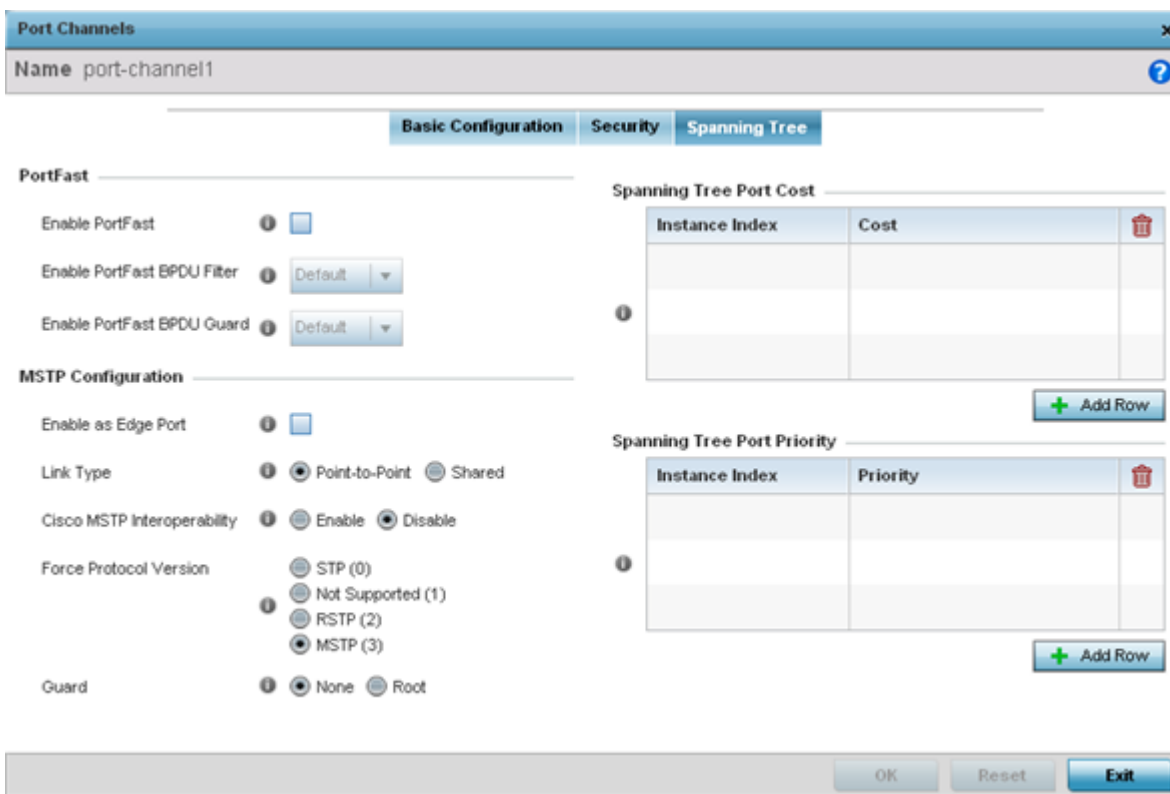 Port Channels
Name port-channel1
Basic Configuration Security Spanning Tree
PortFast
Enable PortFast
Enable PortFast BPDU Filter Default
Enable PortFast BPDU Guard Default
MSTP Configuration
Enable as Edge Port
Link Type Point-to-Point Shared
Cisco MSTP Interoperability Enable Disable
Force Protocol Version STP (0)
Not Supported (1)
RSTP (2)
MSTP (3)
Guard None Root
Spanning Tree Port Cost
Instance Index Cost
Add Row
Spanning Tree Port Priority
Instance Index Priority
Add Row
OK Reset Exit